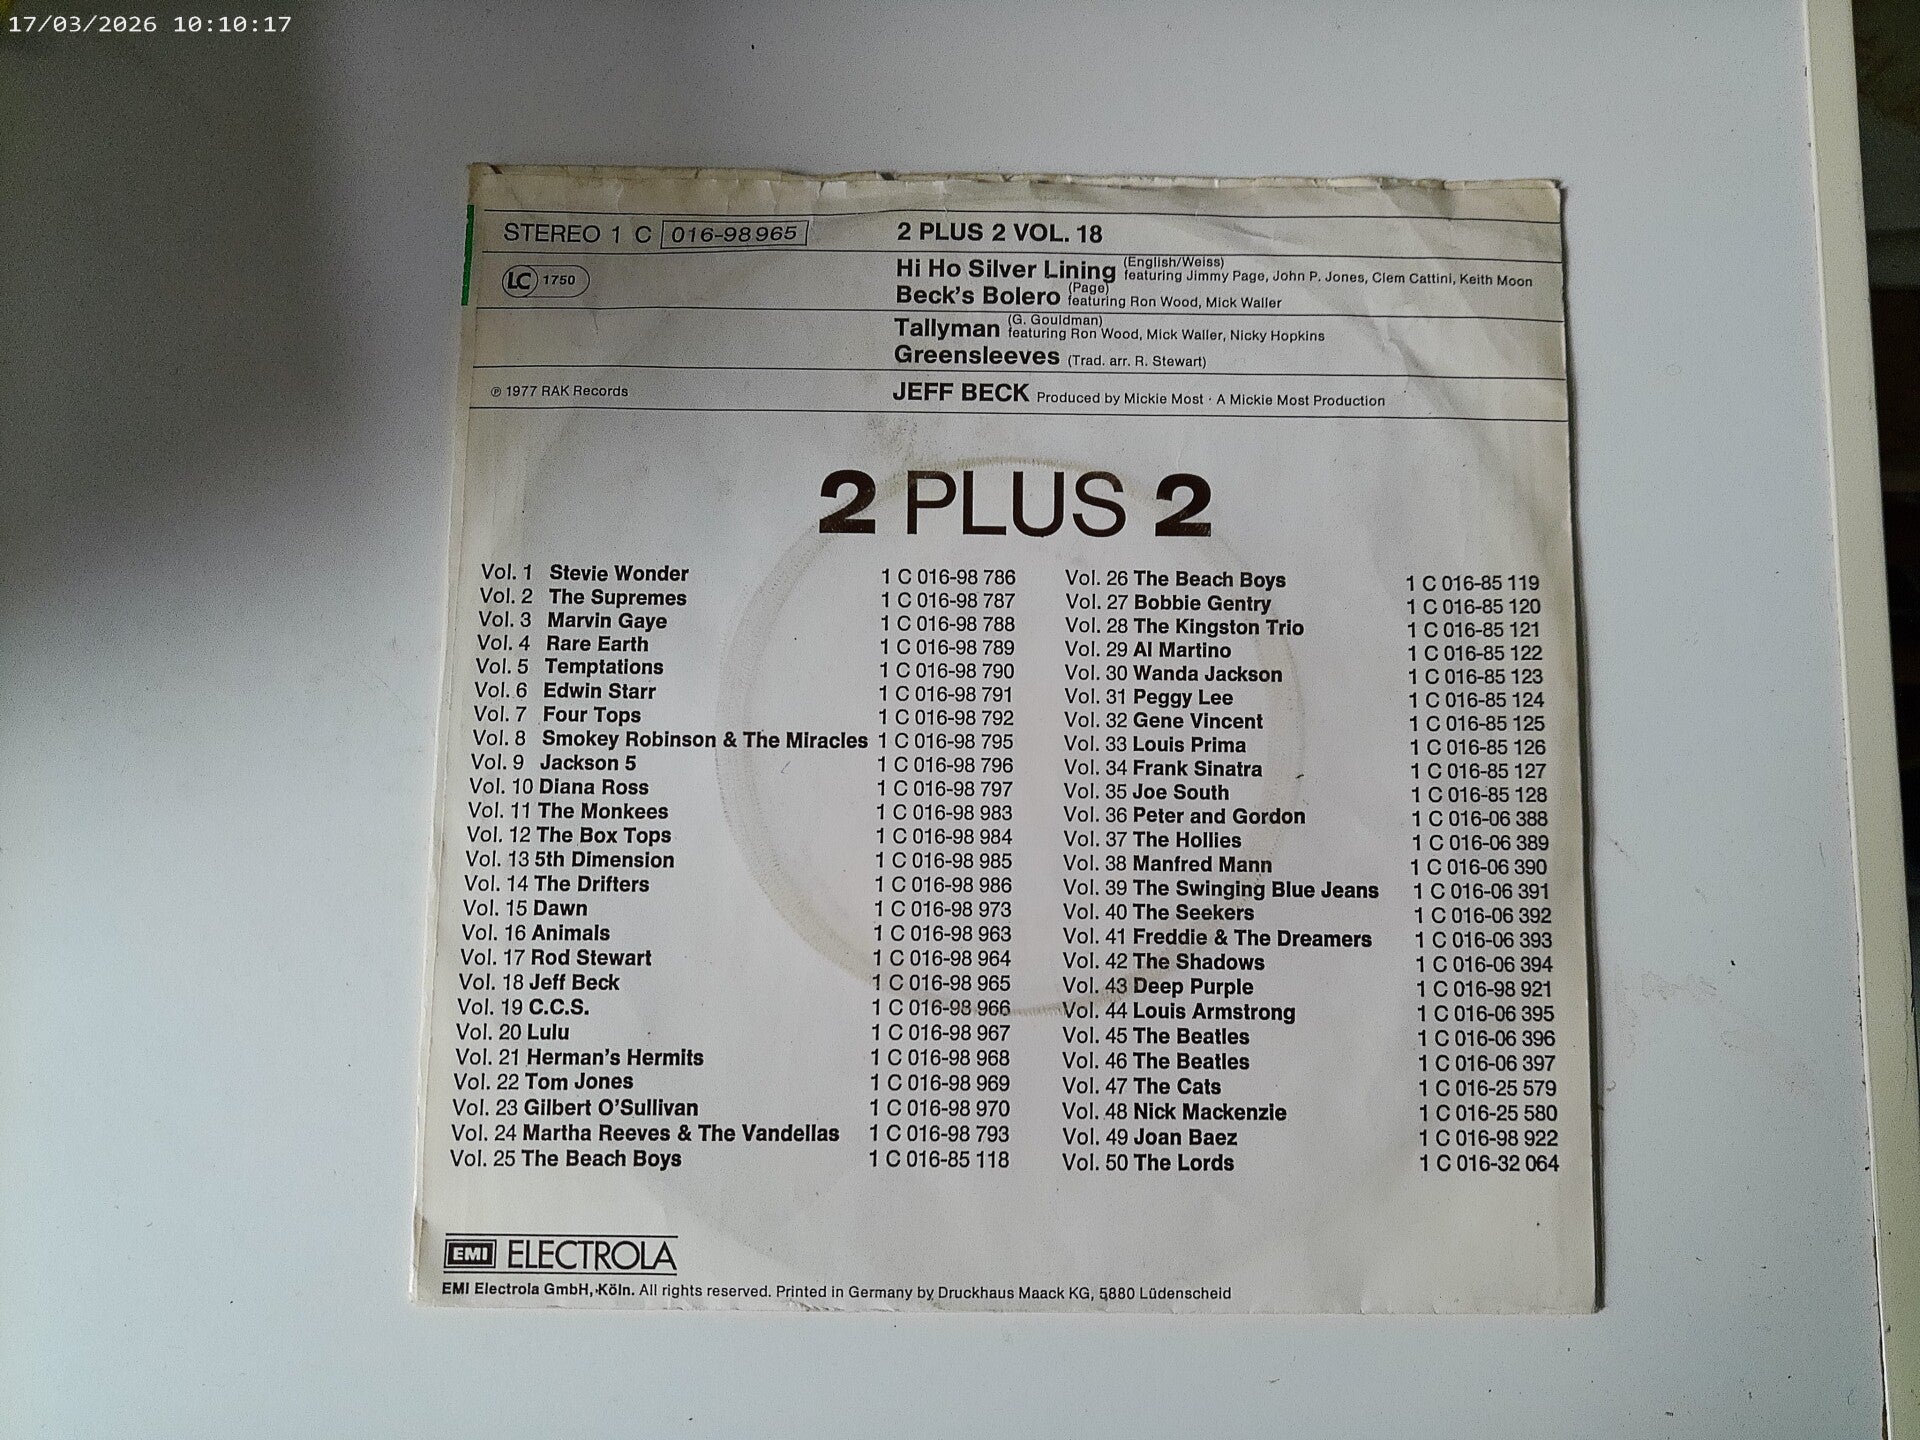 17/03/2026 10:10:17
STEREO 1 C 016-98965
2 PLUS 2 VOL. 18
LC 1750
Hi Ho Silver Lining (English/Weiss) featuring Jimmy Page, John P. Jones, Clem Cattini, Keith Moon
Beck's Bolero (Page) featuring Ron Wood, Mick Waller
Tallyman (G. Gouldman) featuring Ron Wood, Mick Waller, Nicky Hopkins
Greensleeves (Trad. arr. R. Stewart)
℗ 1977 RAK Records
JEFF BECK Produced by Mickie Most · A Mickie Most Production
2 PLUS 2
Vol. 1 Stevie Wonder 1 C 016-98 786
Vol. 2 The Supremes 1 C 016-98 787
Vol. 3 Marvin Gaye 1 C 016-98 788
Vol. 4 Rare Earth 1 C 016-98 789
Vol. 5 Temptations 1 C 016-98 790
Vol. 6 Edwin Starr 1 C 016-98 791
Vol. 7 Four Tops 1 C 016-98 792
Vol. 8 Smokey Robinson & The Miracles 1 C 016-98 795
Vol. 9 Jackson 5 1 C 016-98 796
Vol. 10 Diana Ross 1 C 016-98 797
Vol. 11 The Monkees 1 C 016-98 983
Vol. 12 The Box Tops 1 C 016-98 984
Vol. 13 5th Dimension 1 C 016-98 985
Vol. 14 The Drifters 1 C 016-98 986
Vol. 15 Dawn 1 C 016-98 973
Vol. 16 Animals 1 C 016-98 963
Vol. 17 Rod Stewart 1 C 016-98 964
Vol. 18 Jeff Beck 1 C 016-98 965
Vol. 19 C.C.S. 1 C 016-98 966
Vol. 20 Lulu 1 C 016-98 967
Vol. 21 Herman's Hermits 1 C 016-98 968
Vol. 22 Tom Jones 1 C 016-98 969
Vol. 23 Gilbert O'Sullivan 1 C 016-98 970
Vol. 24 Martha Reeves & The Vandellas 1 C 016-98 793
Vol. 25 The Beach Boys 1 C 016-85 118
Vol. 26 The Beach Boys 1 C 016-85 119
Vol. 27 Bobbie Gentry 1 C 016-85 120
Vol. 28 The Kingston Trio 1 C 016-85 121
Vol. 29 Al Martino 1 C 016-85 122
Vol. 30 Wanda Jackson 1 C 016-85 123
Vol. 31 Peggy Lee 1 C 016-85 124
Vol. 32 Gene Vincent 1 C 016-85 125
Vol. 33 Louis Prima 1 C 016-85 126
Vol. 34 Frank Sinatra 1 C 016-85 127
Vol. 35 Joe South 1 C 016-85 128
Vol. 36 Peter and Gordon 1 C 016-06 388
Vol. 37 The Hollies 1 C 016-06 389
Vol. 38 Manfred Mann 1 C 016-06 390
Vol. 39 The Swinging Blue Jeans 1 C 016-06 391
Vol. 40 The Seekers 1 C 016-06 392
Vol. 41 Freddie & The Dreamers 1 C 016-06 393
Vol. 42 The Shadows 1 C 016-06 394
Vol. 43 Deep Purple 1 C 016-98 921
Vol. 44 Louis Armstrong 1 C 016-06 395
Vol. 45 The Beatles 1 C 016-06 396
Vol. 46 The Beatles 1 C 016-06 397
Vol. 47 The Cats 1 C 016-25 579
Vol. 48 Nick Mackenzie 1 C 016-25 580
Vol. 49 Joan Baez 1 C 016-98 922
Vol. 50 The Lords 1 C 016-32 064
EMI ELECTROLA
EMI Electrola GmbH, Köln. All rights reserved. Printed in Germany by Druckhaus Maack KG, 5880 Lüdenscheid